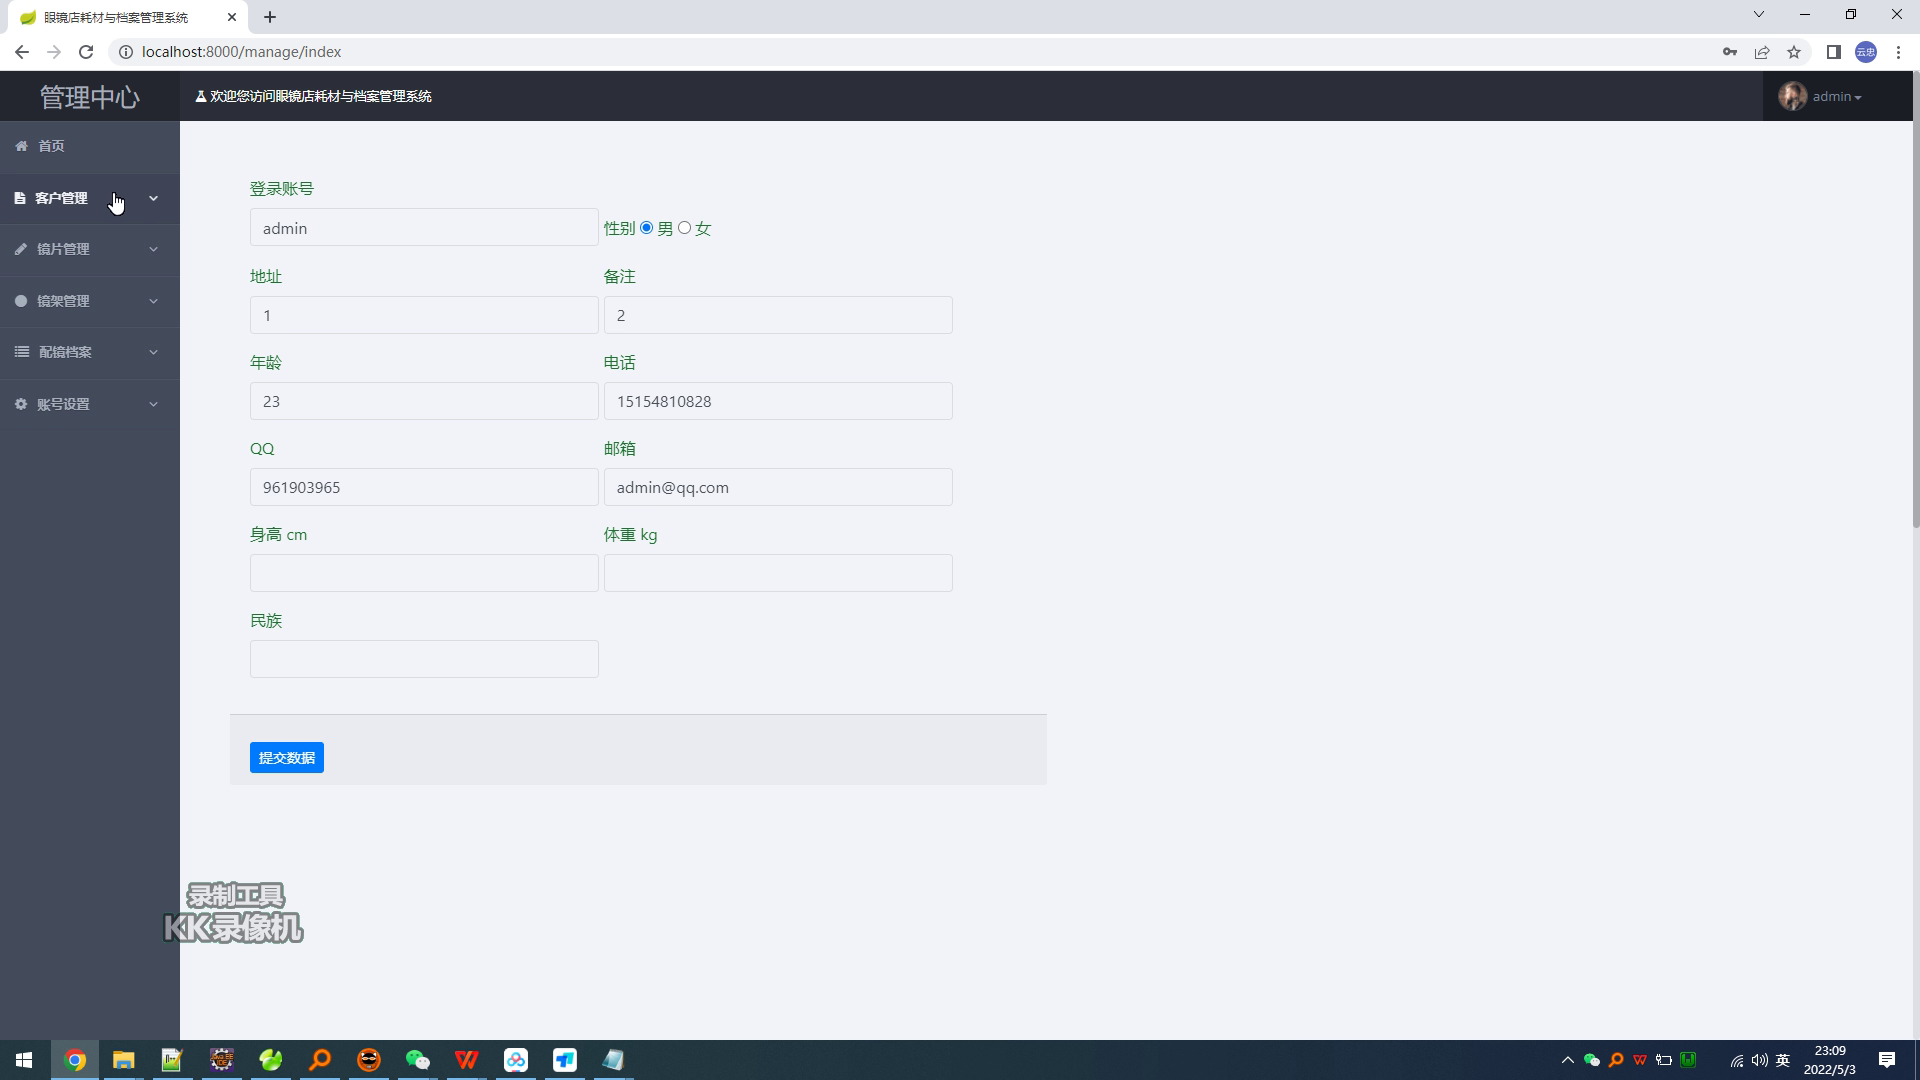 眼镜店耗材与档案管理系统
localhost:8000/manage/index
云忠
管理中心
欢迎您访问眼镜店耗材与档案管理系统
admin
首页
客户管理
镜片管理
镜架管理
配镜档案
账号设置
登录账号
admin
性别 男 女
地址 备注
1 2
年龄 电话
23 15154810828
QQ 邮箱
961903965 admin@qq.com
身高 cm 体重 kg
民族
提交数据
录制工具
KK录像机
英
23:09
2022/5/3